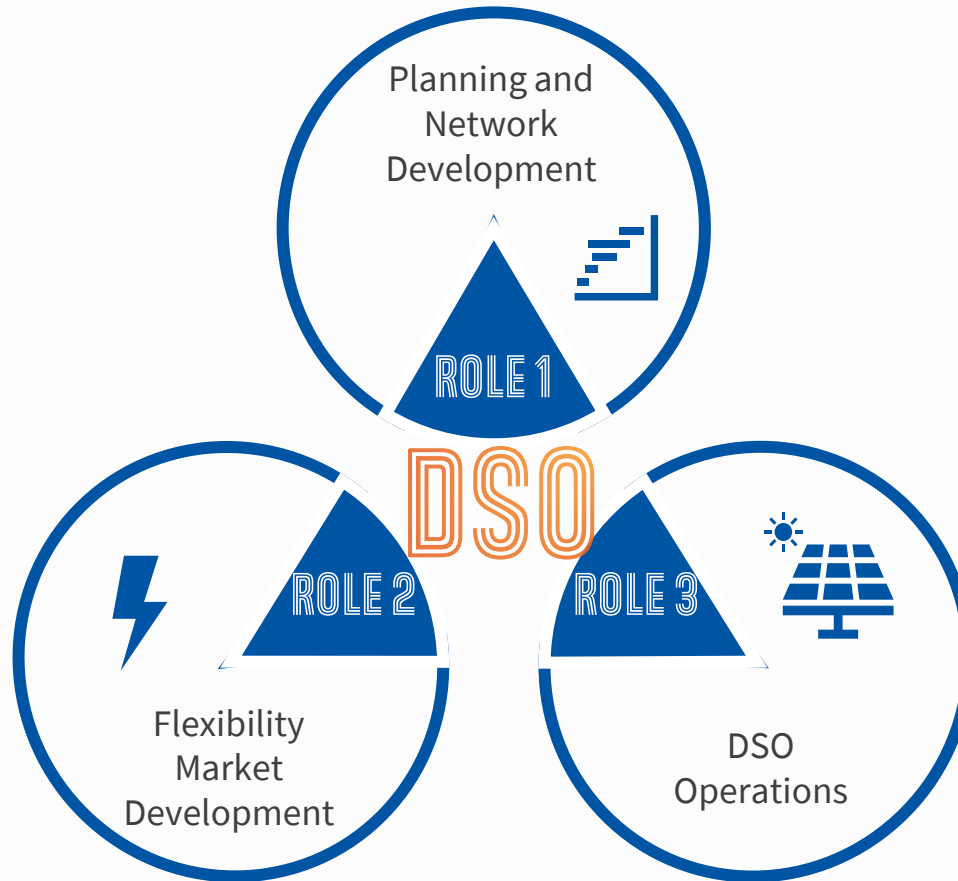 Planning and
Network
Development
ROLE 1
DSO
ROLE 2
ROLE 3
Flexibility
Market
Development
DSO
Operations